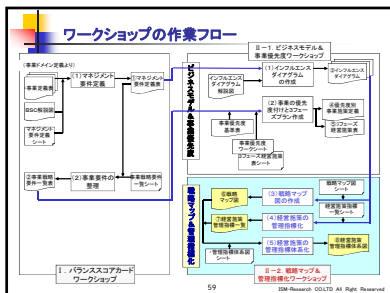 ワークショップの作業フロー
(事業ドメイン定義より)
事業定義表
BSC解説図
マネジメント
要件定義
シート
(1)マネジメント
要件定義
①マネジメント
要件定義表
②事業戦略要
件一覧表
(2)事業要件の
整理
事業戦略要件
一覧シート
Ⅰ. バランススコアカード
ワークショップ
Ⅱ-1. ビジネスモデル&
事業優先度ワークショップ
ビジネスモデル&事業優先度
インフルエンス
ダイアグラム
解説図
(1)インフルエンス
ダイアグラム
の作成
③インフルエンス
ダイアグラム
(2)事業の優先
度付けと3フェー
ズプラン作成
④優先度別
事業施策定義
⑤3フェーズ
経営施策表
事業優先度
基準表
事業優先度
ワークシート
3フェーズ経営施策
表シート
戦略マップ&管理指標化
⑥戦略
マップ図
(3)戦略マップ
図の作成
戦略マップ図
シート
⑦経営施策
管理指標一覧
(4)経営施策の
管理指標化
経営施策指標
一覧シート
(5)経営施策の
管理指標体系化
⑧経営施策
管理指標体系図
管理指標体系図
シート
Ⅱ-2. 戦略マップ&
管理指標化ワークショップ
59
ISM-Research CO.LTD All Right Reserved